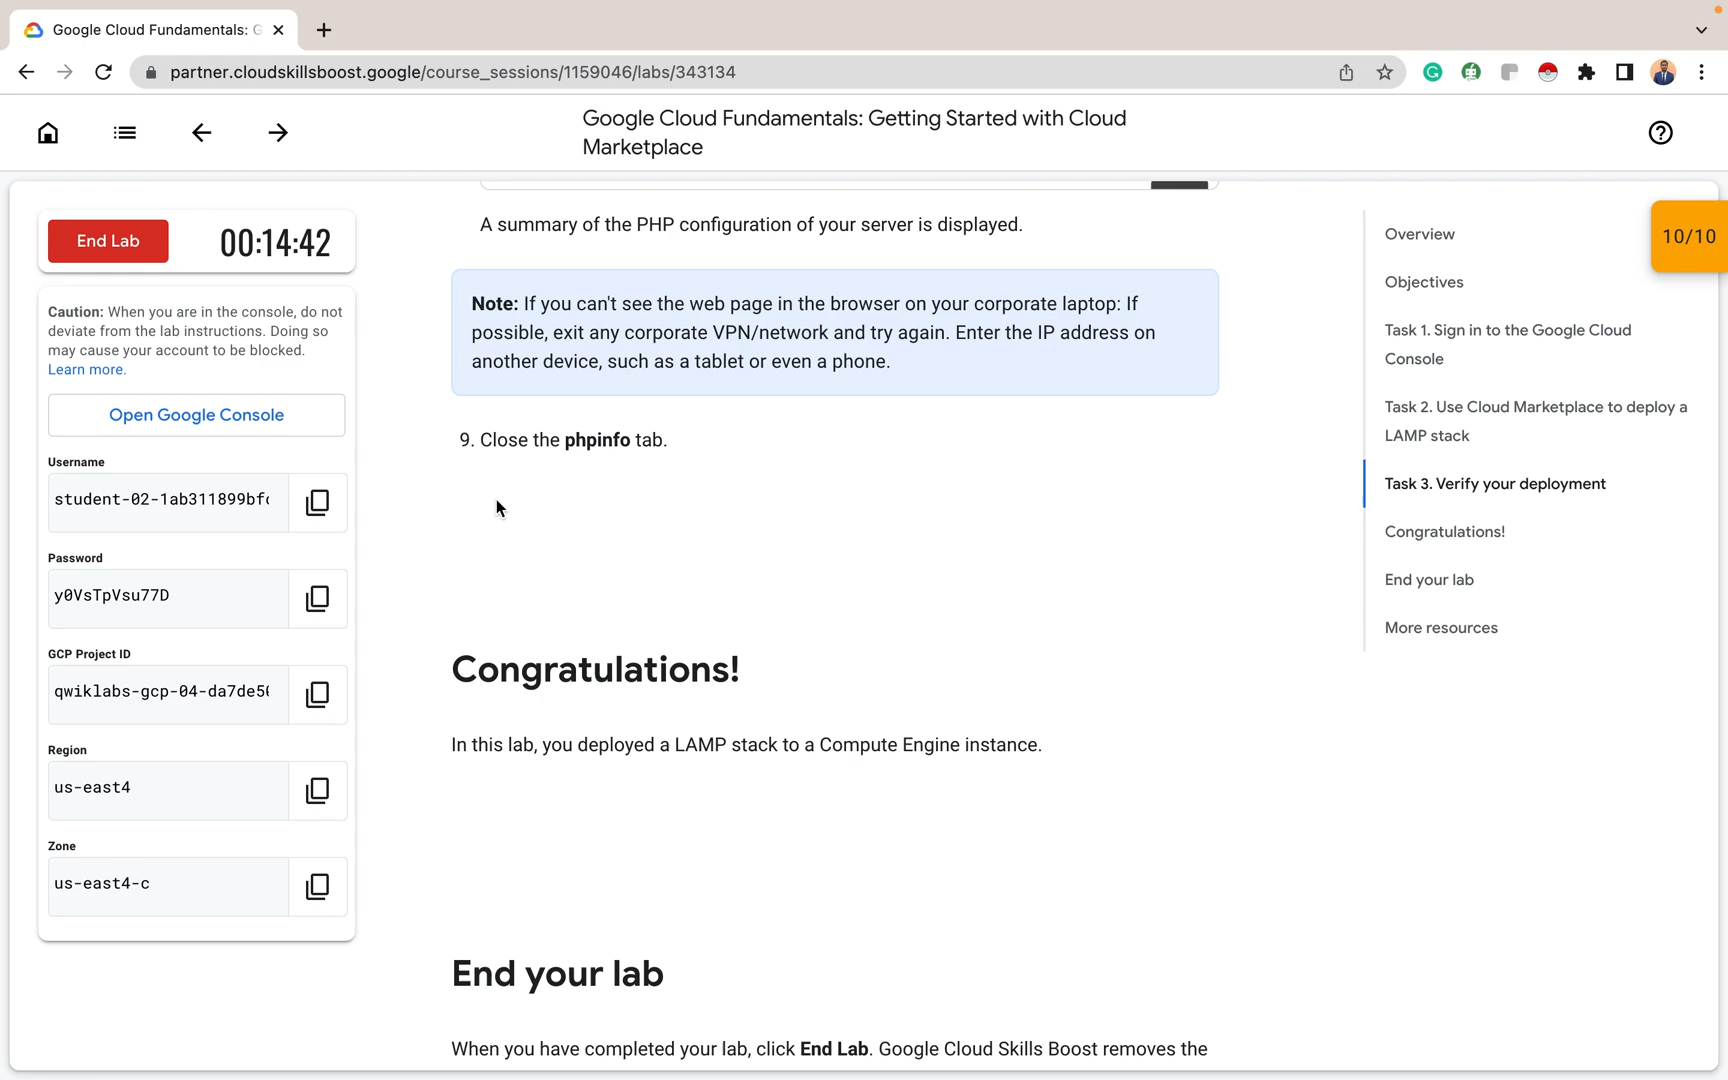 Google Cloud Fundamentals: G
partner.cloudskillsboost.google/course_sessions/1159046/labs/343134
Google Cloud Fundamentals: Getting Started with Cloud
Marketplace
End Lab
00:14:42
Caution: When you are in the console, do not
deviate from the lab instructions. Doing so
may cause your account to be blocked.
Learn more.
Open Google Console
Username
student-02-1ab311899bf
Password
y0VsTpVsu77D
GCP Project ID
qwiklabs-gcp-04-da7de5
Region
us-east4
Zone
us-east4-c
A summary of the PHP configuration of your server is displayed.
Note: If you can't see the web page in the browser on your corporate laptop: If
possible, exit any corporate VPN/network and try again. Enter the IP address on
another device, such as a tablet or even a phone.
9. Close the phpinfo tab.
Congratulations!
In this lab, you deployed a LAMP stack to a Compute Engine instance.
End your lab
When you have completed your lab, click End Lab. Google Cloud Skills Boost removes the
Overview
Objectives
Task 1. Sign in to the Google Cloud
Console
Task 2. Use Cloud Marketplace to deploy a
LAMP stack
Task 3. Verify your deployment
Congratulations!
End your lab
More resources
10/10